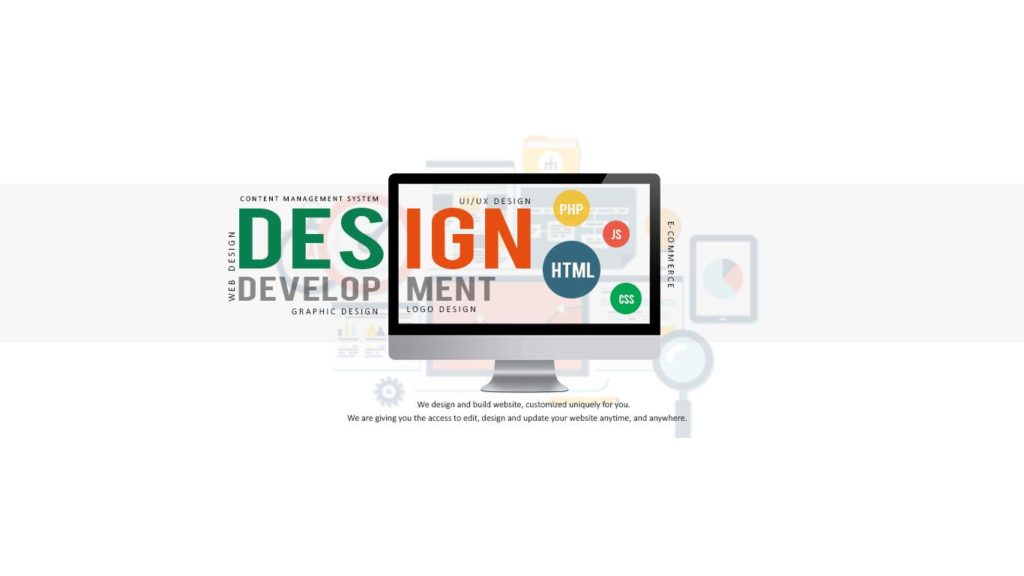 CONTENT MANAGEMENT SYSTEM
UI/UX DESIGN
WEB DESIGN
DESIGN
DEVELOPMENT
GRAPHIC DESIGN
LOGO DESIGN
PHP
JS
HTML
CSS
E-COMMERCE
We design and build website, customized uniquely for you.
We are giving you the access to edit, design and update your website anytime, and anywhere.